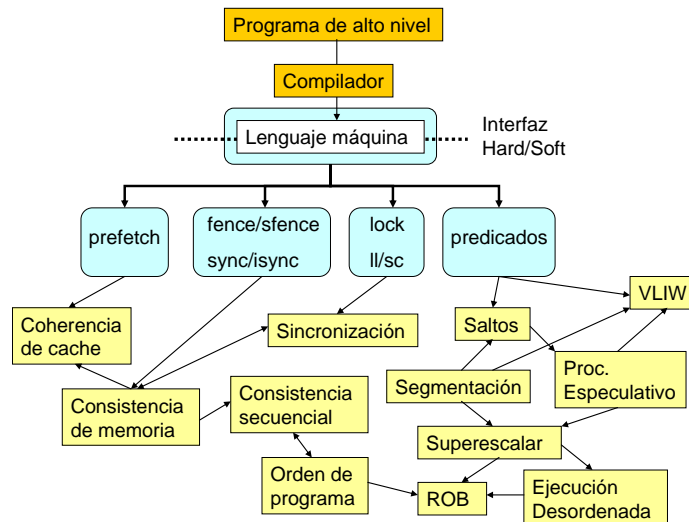 Programa de alto nivel
Compilador
Lenguaje máquina
Interfaz
Hard/Soft
prefetch
fence/sfence
sync/isync
lock
ll/sc
predicados
VLIW
Coherencia
de cache
Sincronización
Saltos
Proc.
Especulativo
Consistencia
de memoria
Consistencia
secuencial
Segmentación
Superescalar
Orden de
programa
ROB
Ejecución
Desordenada